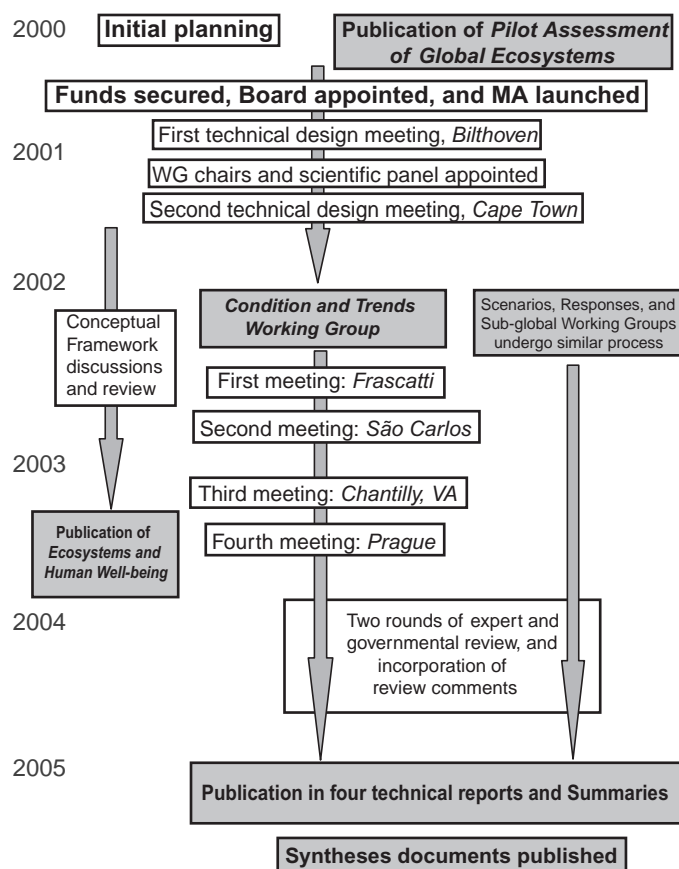 2000
Initial planning
Publication of Pilot Assessment
of Global Ecosystems
Funds secured, Board appointed, and MA launched
First technical design meeting, Bilthoven
2001
WG chairs and scientific panel appointed
Second technical design meeting, Cape Town
2002
Condition and Trends
Working Group
Scenarios, Responses, and
Sub-global Working Groups
undergo similar process
Conceptual
Framework
discussions
and review
First meeting: Frascatti
Second meeting: São Carlos
2003
Third meeting: Chantilly, VA
Publication of
Ecosystems and
Human Well-being
Fourth meeting: Prague
2004
Two rounds of expert and
governmental review, and
incorporation of
review comments
2005
Publication in four technical reports and Summaries
Syntheses documents published